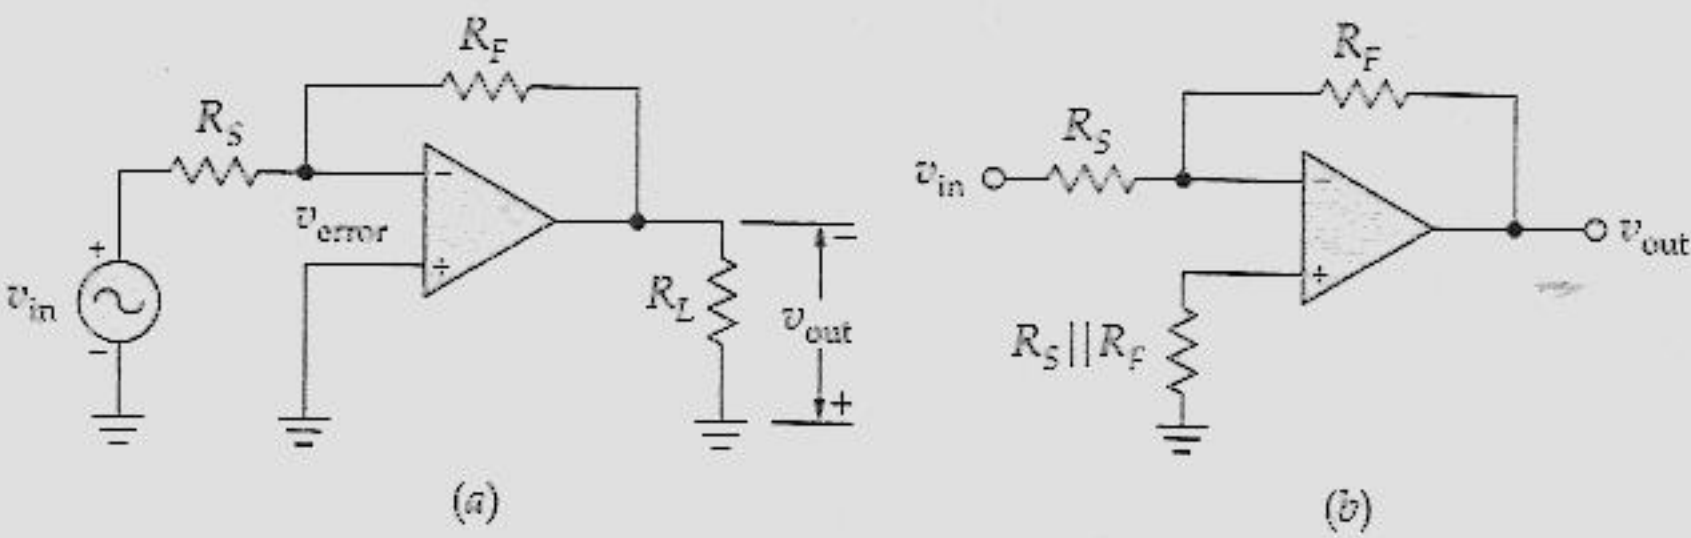 R_F
R_S
−
v_error
+
+
v_in
−
R_L
−
v_out
+
(a)
R_F
R_S
v_in
−
v_out
+
R_S||R_F
(b)